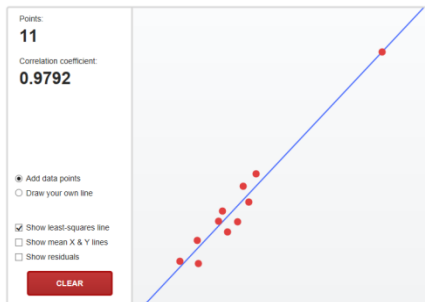 Points:
11
Correlation coefficient:
0.9792
Add data points
Draw your own line
Show least-squares line
Show mean X & Y lines
Show residuals
CLEAR